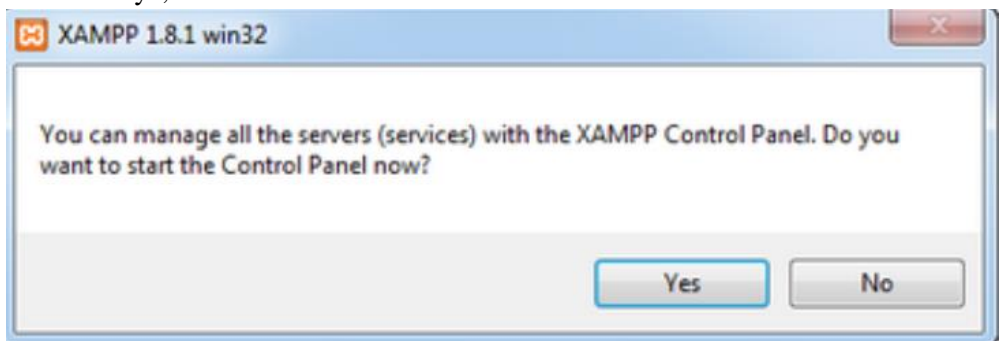 XAMPP 1.8.1 win32
You can manage all the servers (services) with the XAMPP Control Panel. Do you
want to start the Control Panel now?
Yes
No